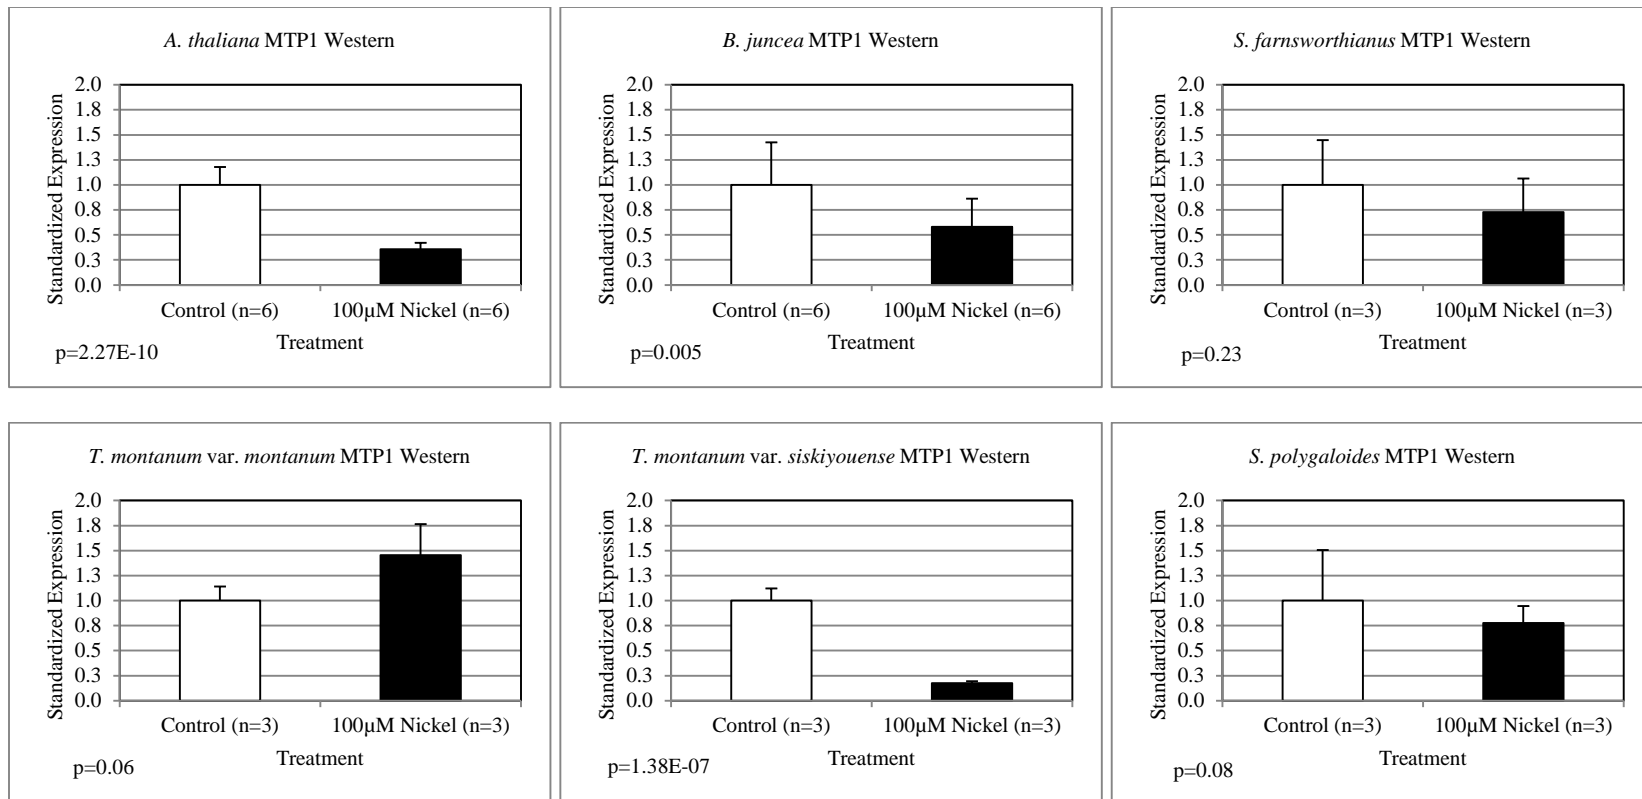 A. thaliana MTP1 Western
Standardized Expression
2.0
1.8
1.5
1.3
1.0
0.8
0.5
0.3
0.0
Control (n=6)
100µM Nickel (n=6)
Treatment
p=2.27E-10
B. juncea MTP1 Western
Standardized Expression
2.0
1.8
1.5
1.3
1.0
0.8
0.5
0.3
0.0
Control (n=6)
100µM Nickel (n=6)
Treatment
p=0.005
S. farnsworthianus MTP1 Western
Standardized Expression
2.0
1.8
1.5
1.3
1.0
0.8
0.5
0.3
0.0
Control (n=3)
100µM Nickel (n=3)
Treatment
p=0.23
T. montanum var. montanum MTP1 Western
Standardized Expression
2.0
1.8
1.5
1.3
1.0
0.8
0.5
0.3
0.0
Control (n=3)
100µM Nickel (n=3)
Treatment
p=0.06
T. montanum var. siskiyouense MTP1 Western
Standardized Expression
2.0
1.8
1.5
1.3
1.0
0.8
0.5
0.3
0.0
Control (n=3)
100µM Nickel (n=3)
Treatment
p=1.38E-07
S. polygaloides MTP1 Western
Standardized Expression
2.0
1.8
1.5
1.3
1.0
0.8
0.5
0.3
0.0
Control (n=3)
100µM Nickel (n=3)
Treatment
p=0.08